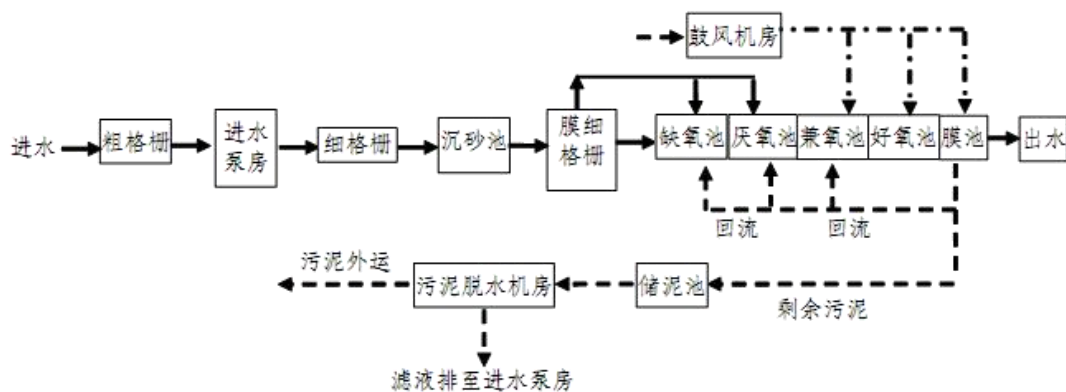 鼓风机房
进水
粗格栅
进水
泵房
细格栅
沉砂池
膜细
格栅
缺氧池
厌氧池
兼氧池
好氧池
膜池
出水
回流
回流
污泥外运
污泥脱水机房
储泥池
剩余污泥
滤液排至进水泵房